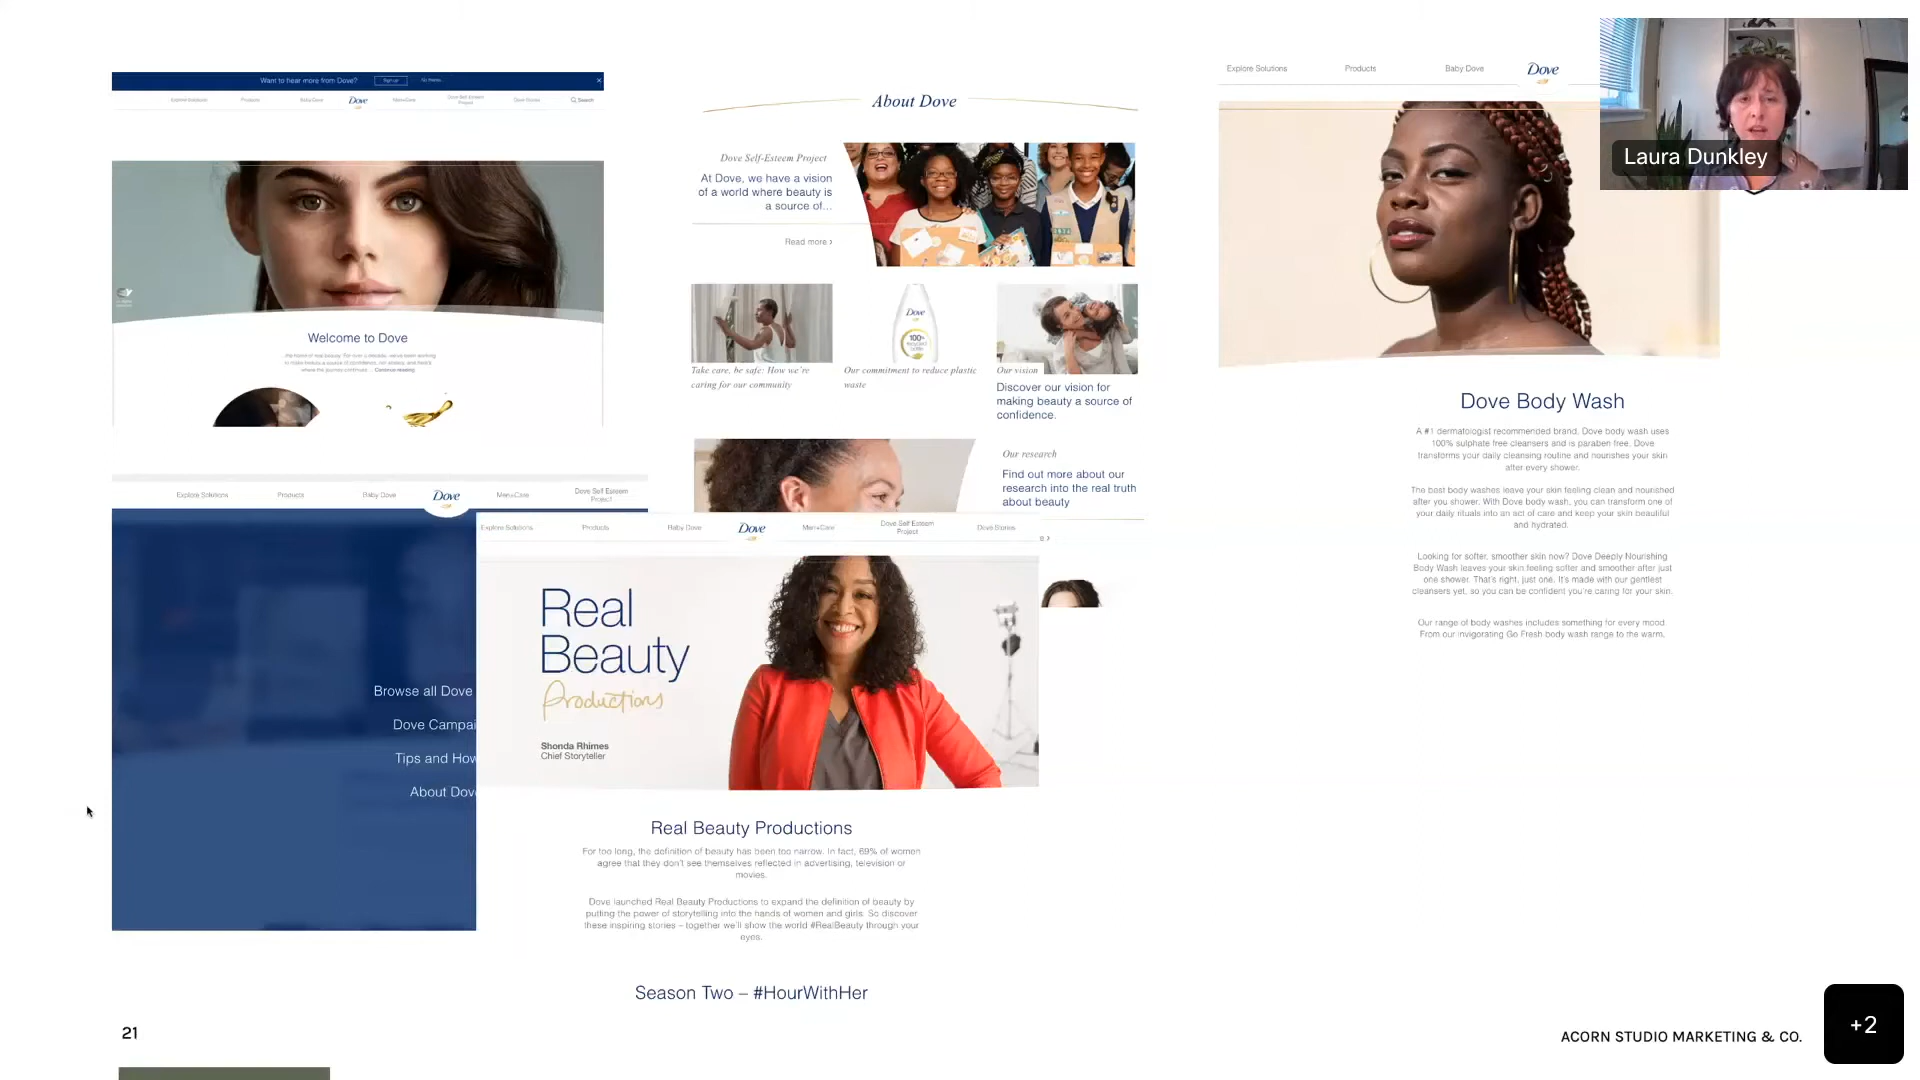 Want to hear more from Dove?
Sign up
No thanks
Explore Solutions
Products
Baby Dove
Dove
Men+Care
Dove Self Esteem
Project
Dove Stories
Search
Welcome to Dove
... Continue reading
Explore Solutions
Products
Baby Dove
Dove
Men+Care
Dove Self Esteem
Project
Browse all Dove
Dove Campai
Tips and How
About Dov
About Dove
Dove Self-Esteem Project
At Dove, we have a vision
of a world where beauty is
a source of...
Read more ›
Dove
100%
recycled
bottle
Take care, be safe: How we're
caring for our community
Our commitment to reduce plastic
waste
Our vision
Discover our vision for
making beauty a source of
confidence.
Our research
Find out more about our
research into the real truth
about beauty
e ›
Explore Solutions
Products
Baby Dove
Dove
Men+Care
Dove Self Esteem
Project
Dove Stories
Real
Beauty
Productions
Shonda Rhimes
Chief Storyteller
Real Beauty Productions
For too long, the definition of beauty has been too narrow. In fact, 69% of women
agree that they don't see themselves reflected in advertising, television or
movies.
Dove launched Real Beauty Productions to expand the definition of beauty by
putting the power of storytelling into the hands of women and girls. So discover
these inspiring stories – together we'll show the world #RealBeauty through your
eyes.
Season Two – #HourWithHer
Explore Solutions
Products
Baby Dove
Dove
Dove Body Wash
A #1 dermatologist recommended brand, Dove body wash uses
100% sulphate free cleansers and is paraben free. Dove
transforms your daily cleansing routine and nourishes your skin
after every shower.
The best body washes leave your skin feeling clean and nourished
after you shower. With Dove body wash, you can transform one of
your daily rituals into an act of care and keep your skin beautiful
and hydrated.
Looking for softer, smoother skin now? Dove Deeply Nourishing
Body Wash leaves your skin feeling softer and smoother after just
one shower. That's right, just one. It's made with our gentlest
cleansers yet, so you can be confident you're caring for your skin.
Our range of body washes includes something for every mood.
From our invigorating Go Fresh body wash range to the warm,
Laura Dunkley
21
ACORN STUDIO MARKETING & CO.
+2